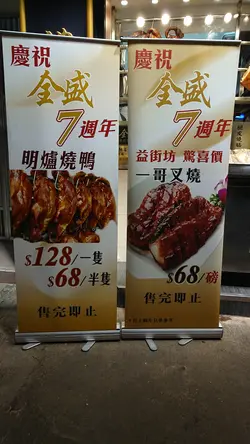 慶祝
全盛
7週年
明爐燒鴨
$128/一隻
$68/半隻
售完即止
慶祝
全盛
7週年
益街坊 驚喜價
一哥叉燒
$68/磅
售完即止